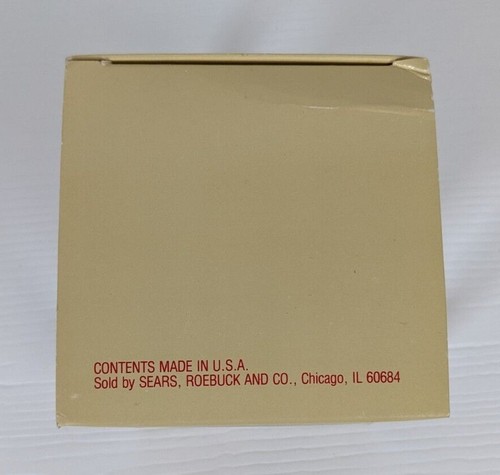 CONTENTS MADE IN U.S.A.
Sold by SEARS, ROEBUCK AND CO., Chicago, IL 60684